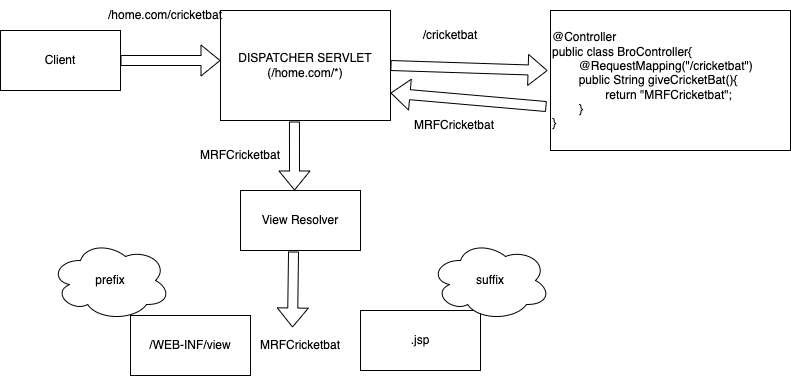 /home.com/cricketbat
Client
DISPATCHER SERVLET
(/home.com/*)
/cricketbat
@Controller
public class BroController{
@RequestMapping("/cricketbat")
public String giveCricketBat(){
return "MRFCricketbat";
}
}
MRFCricketbat
MRFCricketbat
View Resolver
prefix
suffix
/WEB-INF/view
MRFCricketbat
.jsp